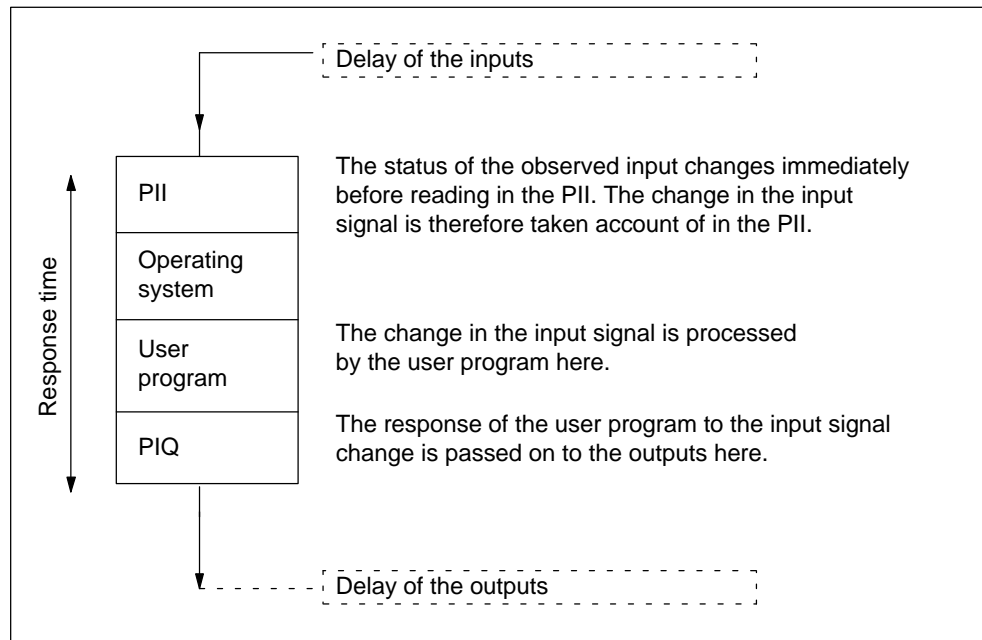 Delay of the inputs
Response time
PII
The status of the observed input changes immediately
before reading in the PII. The change in the input
signal is therefore taken account of in the PII.
Operating
system
User
program
The change in the input signal is processed
by the user program here.
PIQ
The response of the user program to the input signal
change is passed on to the outputs here.
Delay of the outputs